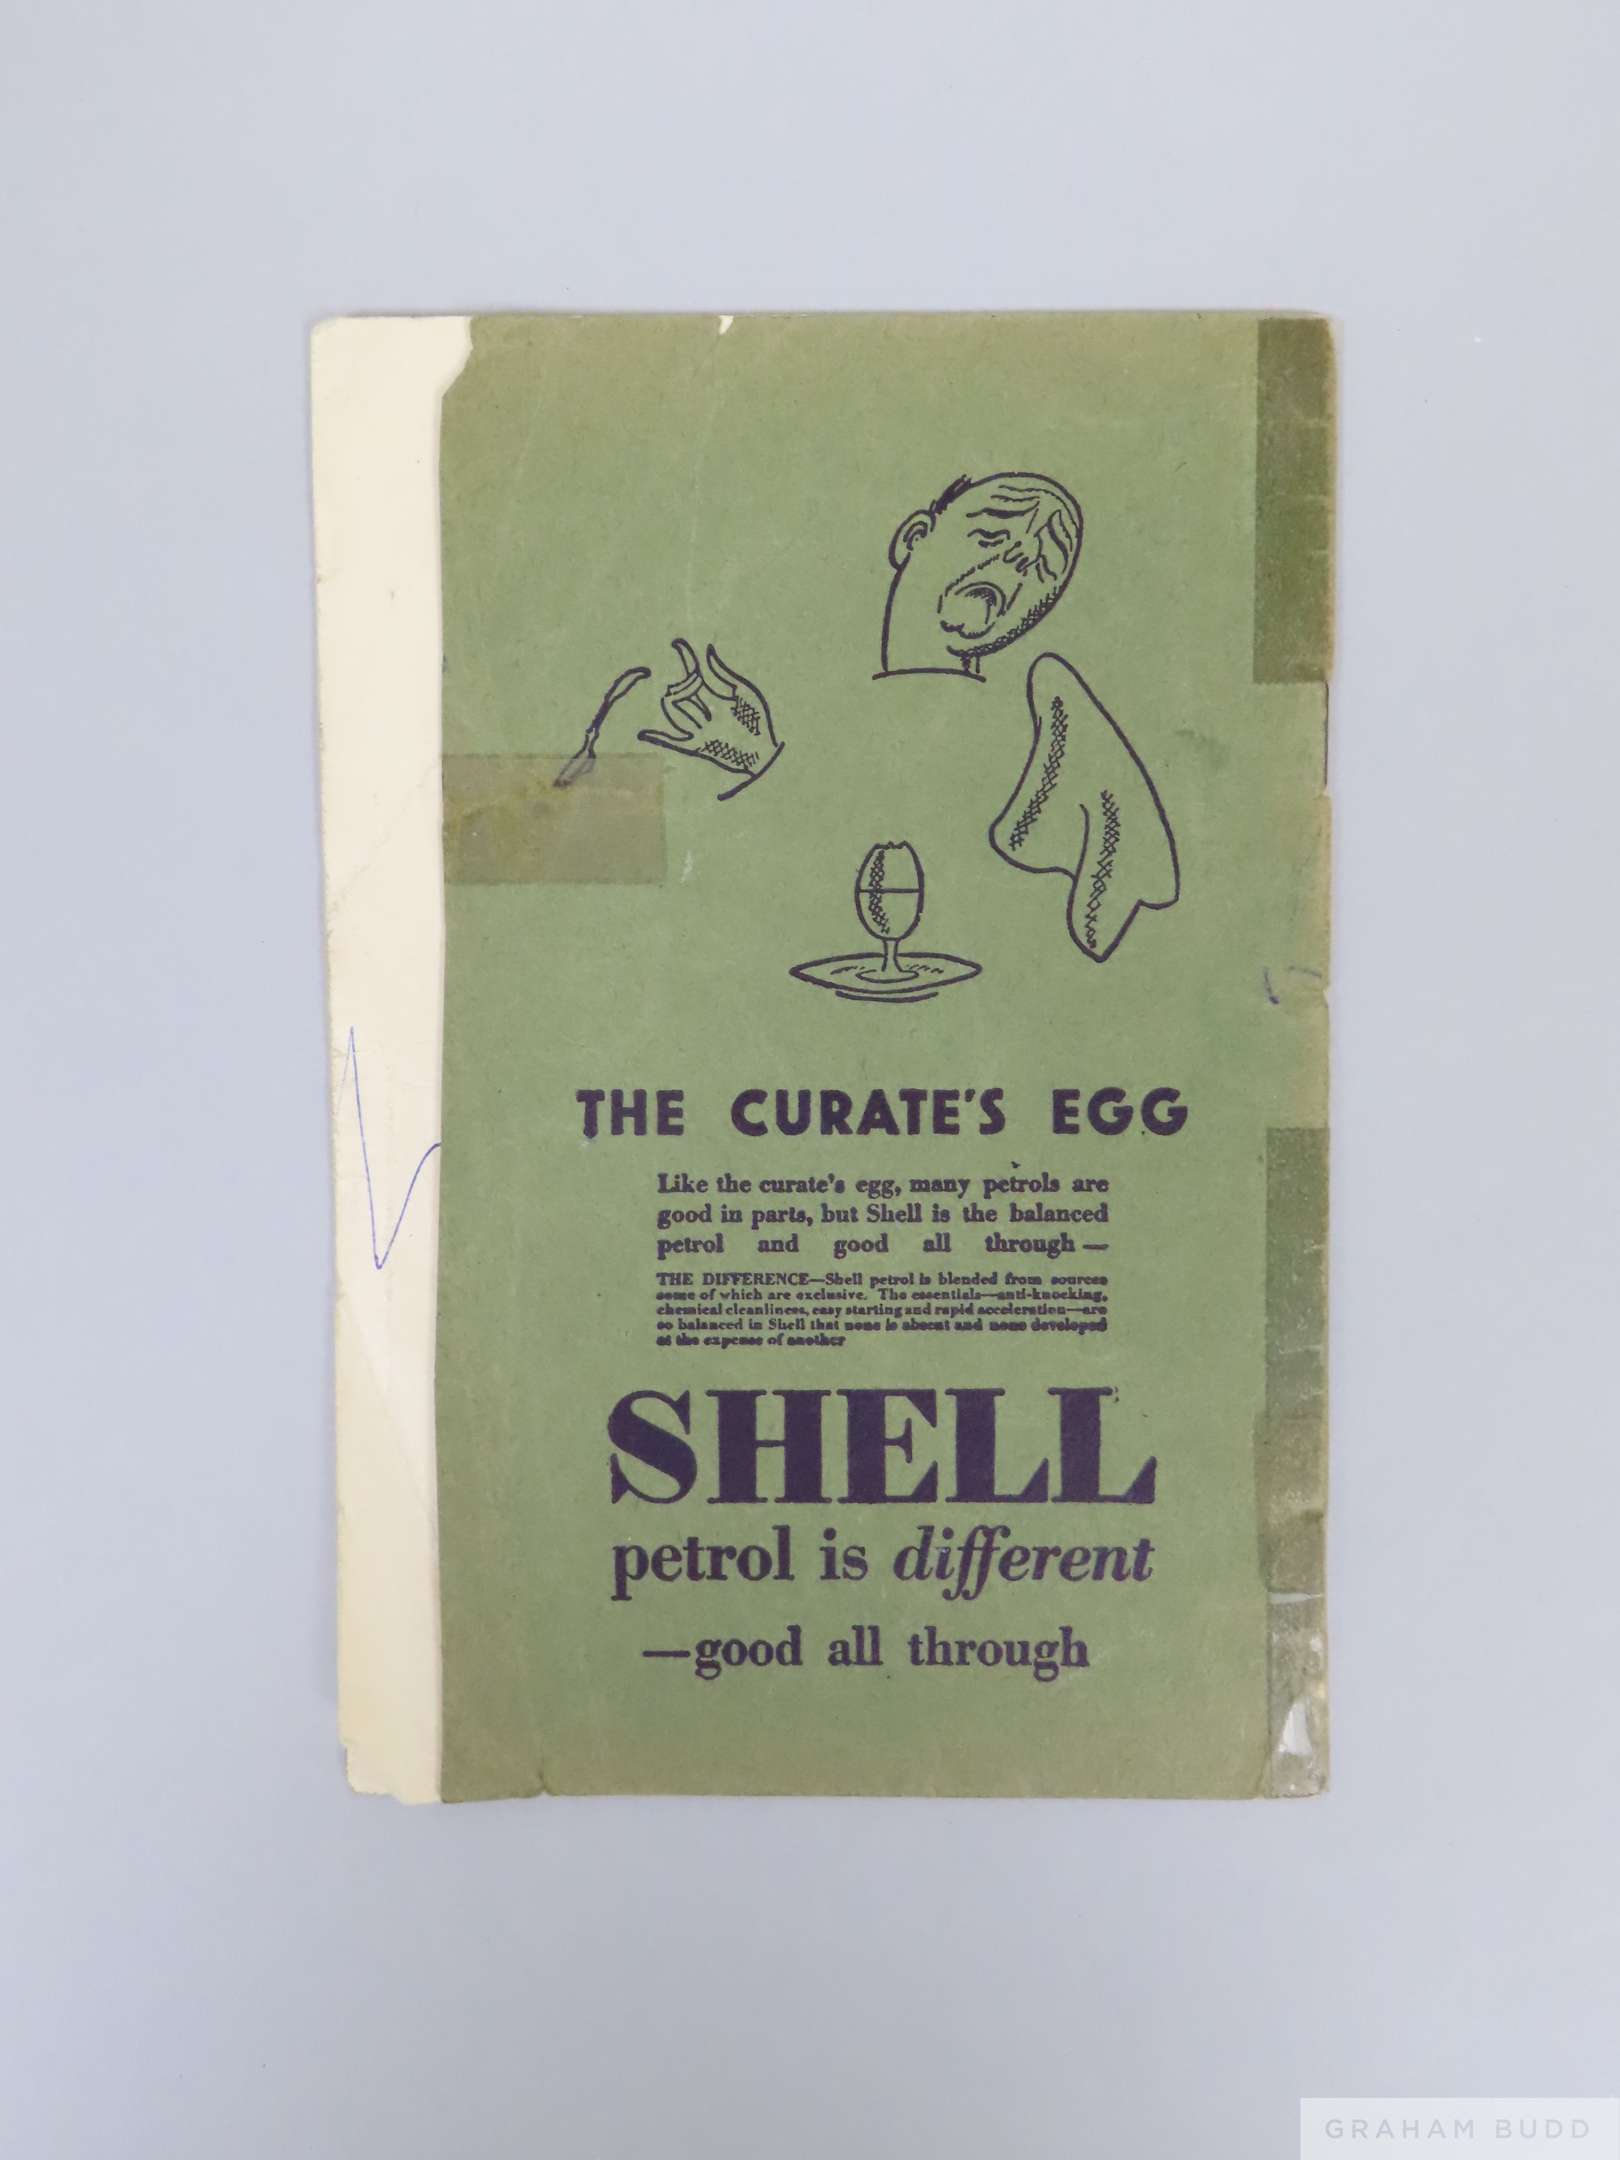 THE CURATE'S EGG
Like the curate's egg, many petrols are
good in parts, but Shell is the balanced
petrol and good all through —
THE DIFFERENCE—Shell petrol is blended from sources
some of which are exclusive. The essentials—anti-knocking,
chemical cleanliness, easy starting and rapid acceleration—are
so balanced in Shell that none is absent and none developed
at the expense of another
SHELL
petrol is different
—good all through
GRAHAM BUDD